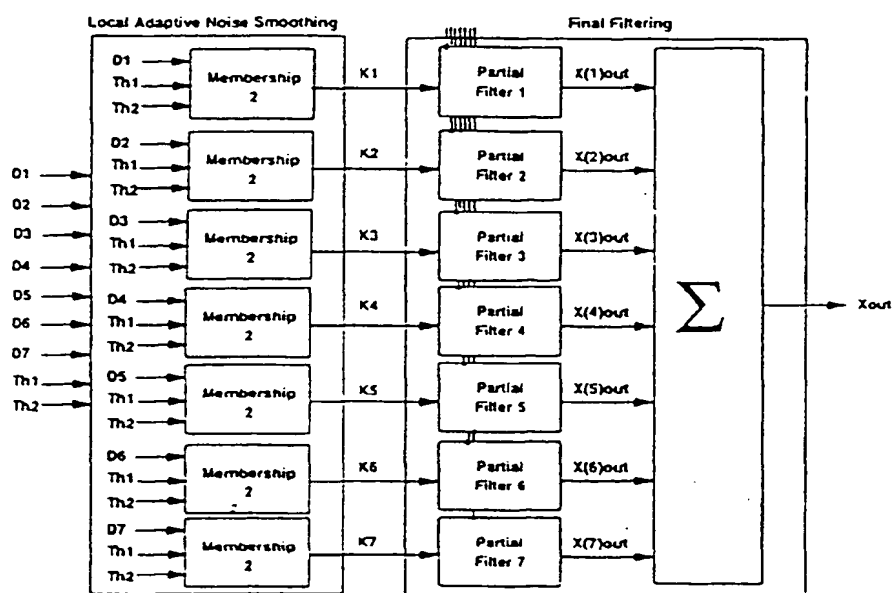 Local Adaptive Noise Smoothing
Final Filtering
D1
D2
D3
D4
D5
D6
D7
Th1
Th2
D1
Th1
Th2
Membership
2
K1
Partial
Filter 1
X(1)out
D2
Th1
Th2
Membership
2
K2
Partial
Filter 2
X(2)out
D3
Th1
Th2
Membership
2
K3
Partial
Filter 3
X(3)out
D4
Th1
Th2
Membership
2
K4
Partial
Filter 4
X(4)out
D5
Th1
Th2
Membership
2
K5
Partial
Filter 5
X(5)out
D6
Th1
Th2
Membership
2
K6
Partial
Filter 6
X(6)out
D7
Th1
Th2
Membership
2
K7
Partial
Filter 7
X(7)out
Σ
Xout